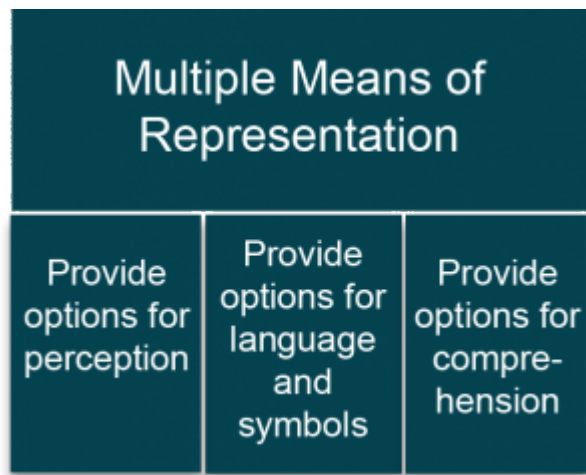 Multiple Means of
Representation
Provide
options for
perception
Provide
options for
language
and
symbols
Provide
options for
compre-
hension